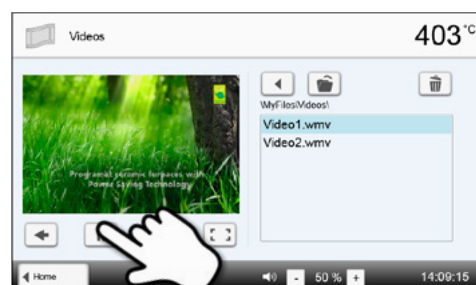 Videos
403°C
\MyFiles\Videos\
Video1.wmv
Video2.wmv
Programat ceramic furnaces with
Power Saving Technology
Home
- 50 % +
14:09:15